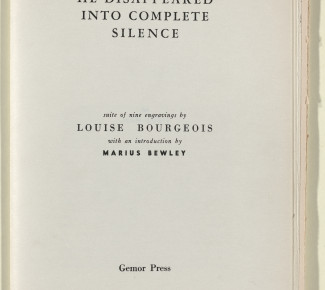 HE DISAPPEARED
INTO COMPLETE
SILENCE
suite of nine engravings by
LOUISE BOURGEOIS
with an introduction by
MARIUS BEWLEY
Gemor Press